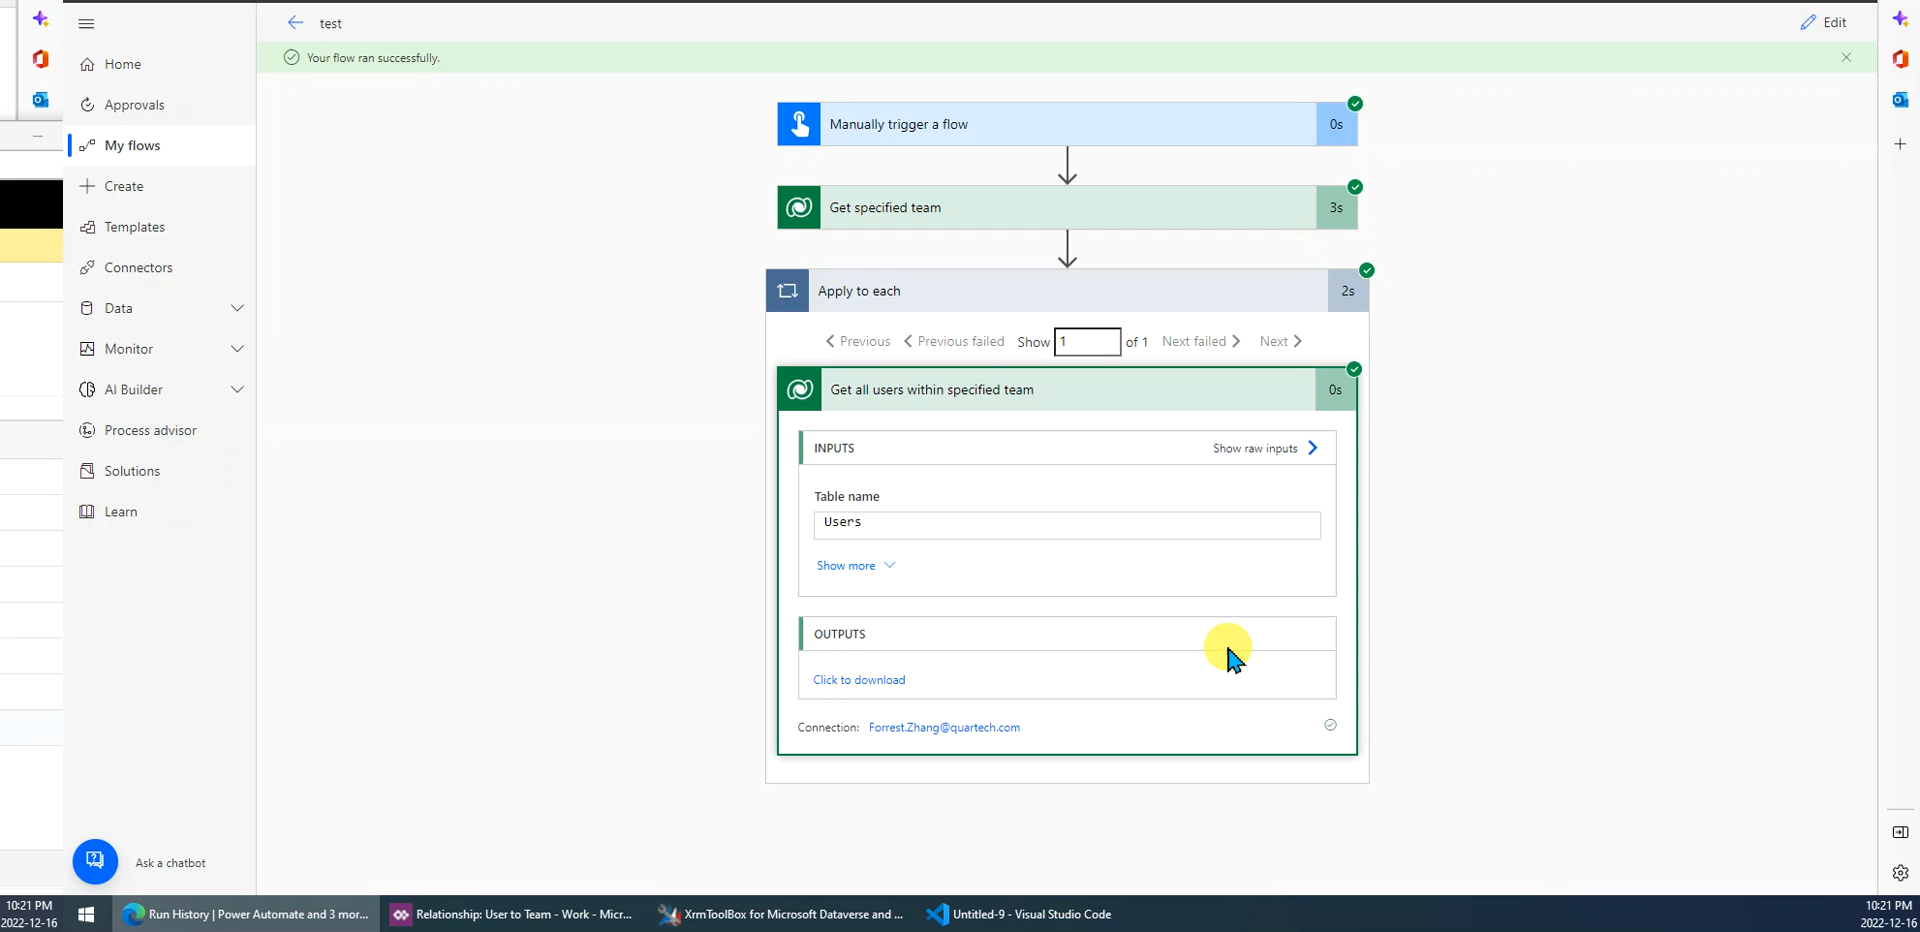 test
Edit
Your flow ran successfully.
Home
Approvals
My flows
Create
Templates
Connectors
Data
Monitor
AI Builder
Process advisor
Solutions
Learn
Ask a chatbot
Manually trigger a flow
0s
Get specified team
3s
Apply to each
2s
Previous Previous failed Show 1 of 1 Next failed Next
Get all users within specified team
0s
INPUTS
Show raw inputs
Table name
Users
Show more
OUTPUTS
Click to download
Connection: Forrest.Zhang@quartech.com
10:21 PM
2022-12-16
Run History | Power Automate and 3 mor...
Relationship: User to Team - Work - Micr...
XrmToolBox for Microsoft Dataverse and ...
Untitled-9 - Visual Studio Code
10:21 PM
2022-12-16